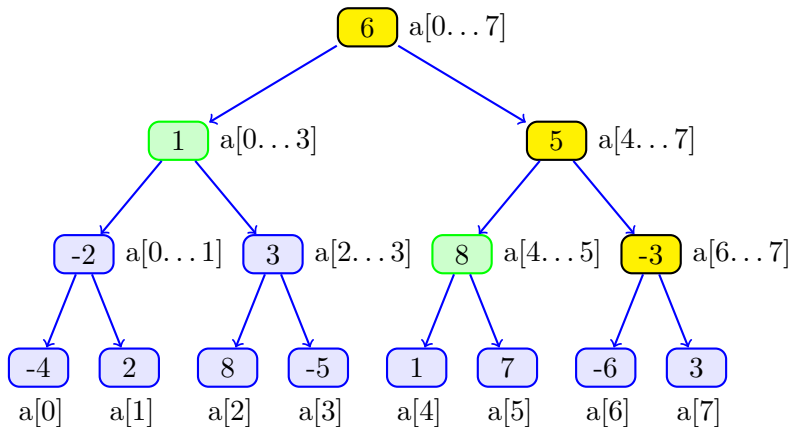 6 a[0...7]
1 a[0...3] 5 a[4...7]
-2 a[0...1] 3 a[2...3] 8 a[4...5] -3 a[6...7]
-4 2 8 -5 1 7 -6 3
a[0] a[1] a[2] a[3] a[4] a[5] a[6] a[7]